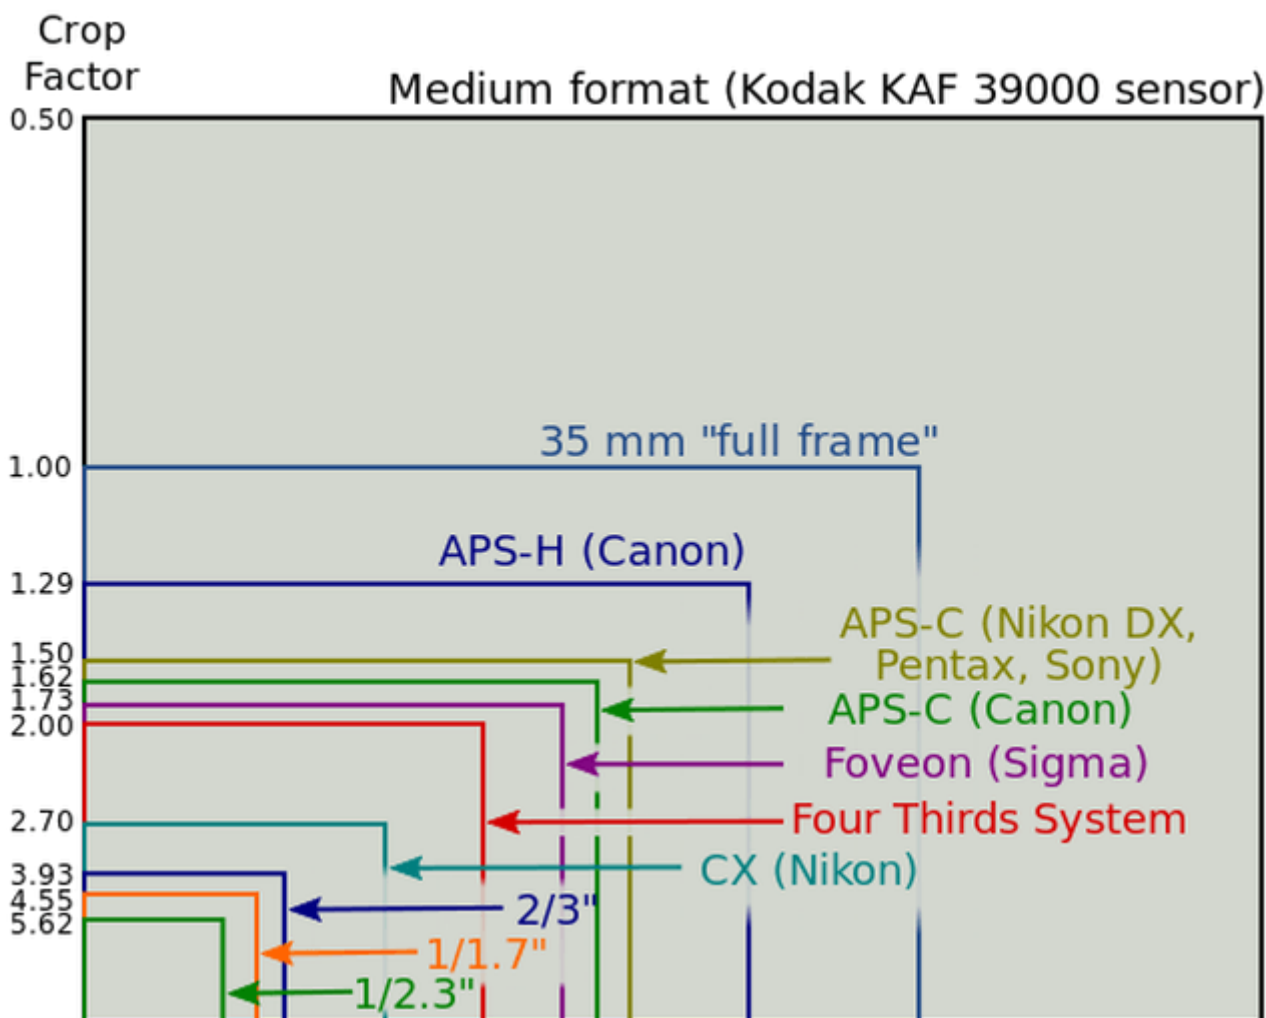 Crop
Factor
Medium format (Kodak KAF 39000 sensor)
0.50
35 mm "full frame"
1.00
APS-H (Canon)
1.29
APS-C (Nikon DX,
Pentax, Sony)
1.50
1.62
1.73
APS-C (Canon)
2.00
Foveon (Sigma)
Four Thirds System
2.70
CX (Nikon)
3.93
4.55
2/3"
5.62
1/1.7"
1/2.3"